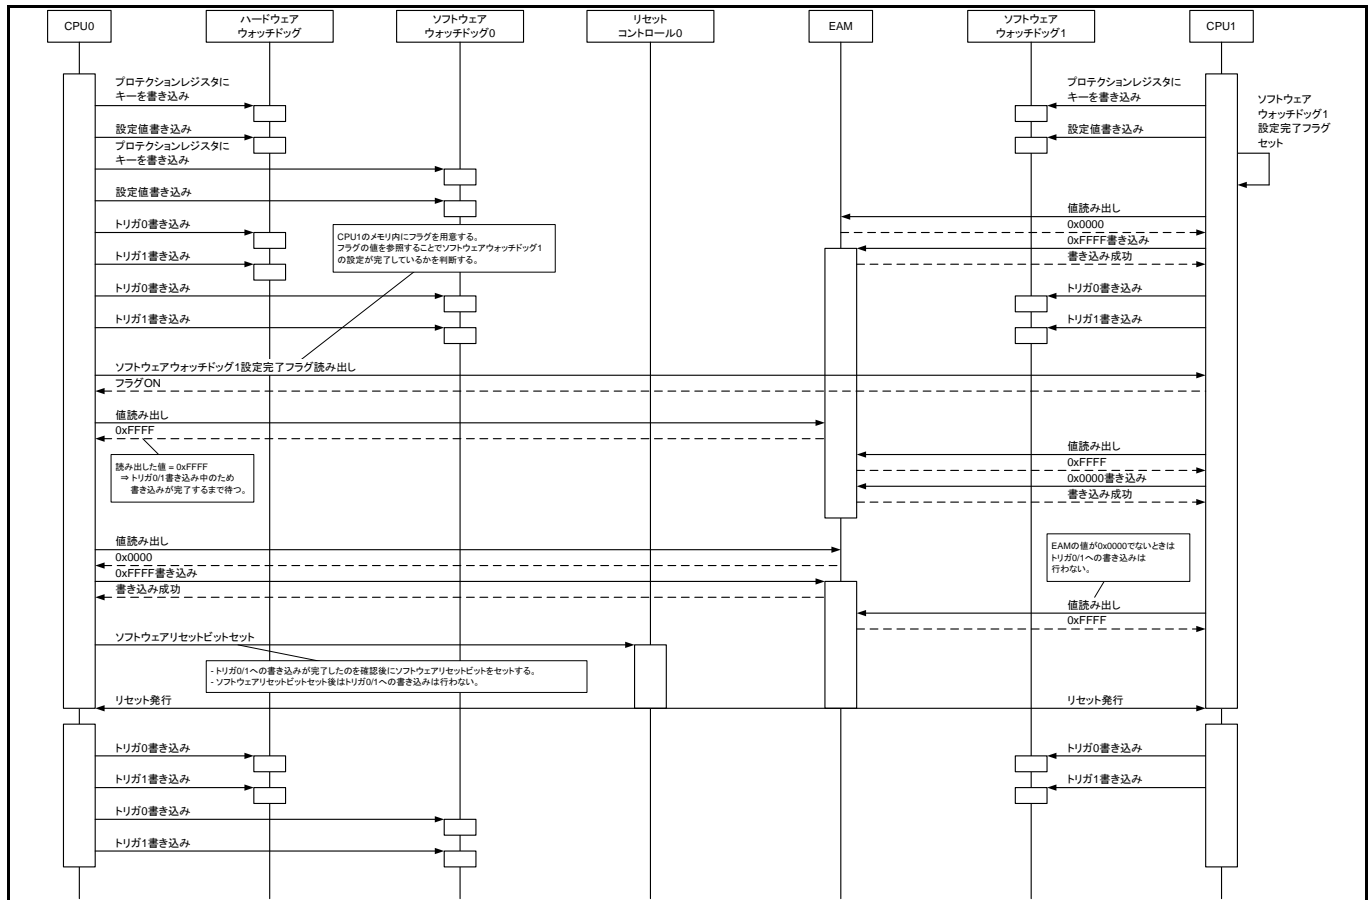 CPU0
ハードウェア
ウォッチドッグ
ソフトウェア
ウォッチドッグ0
リセット
コントロール0
EAM
ソフトウェア
ウォッチドッグ1
CPU1
プロテクションレジスタに
キーを書き込み
プロテクションレジスタに
キーを書き込み
ソフトウェア
ウォッチドッグ1
設定完了フラグ
セット
設定値書き込み
設定値書き込み
プロテクションレジスタに
キーを書き込み
設定値書き込み
値読み出し
トリガ0書き込み
0x0000
CPU1のメモリ内にフラグを用意する。
フラグの値を参照することでソフトウェアウォッチドッグ1
の設定が完了しているかを判断する。
0xFFFF書き込み
トリガ1書き込み
書き込み成功
トリガ0書き込み
トリガ0書き込み
トリガ1書き込み
トリガ1書き込み
ソフトウェアウォッチドッグ1設定完了フラグ読み出し
フラグON
値読み出し
0xFFFF
読み出した値 = 0xFFFF
⇒ トリガ0/1書き込み中のため
書き込みが完了するまで待つ。
値読み出し
0xFFFF
0x0000書き込み
書き込み成功
値読み出し
0x0000
0xFFFF書き込み
書き込み成功
EAMの値が0x0000でないときは
トリガ0/1への書き込みは
行わない。
値読み出し
0xFFFF
ソフトウェアリセットビットセット
- トリガ0/1への書き込みが完了したのを確認後にソフトウェアリセットビットをセットする。
- ソフトウェアリセットビットセット後はトリガ0/1への書き込みは行わない。
リセット発行
リセット発行
トリガ0書き込み
トリガ0書き込み
トリガ1書き込み
トリガ1書き込み
トリガ0書き込み
トリガ1書き込み